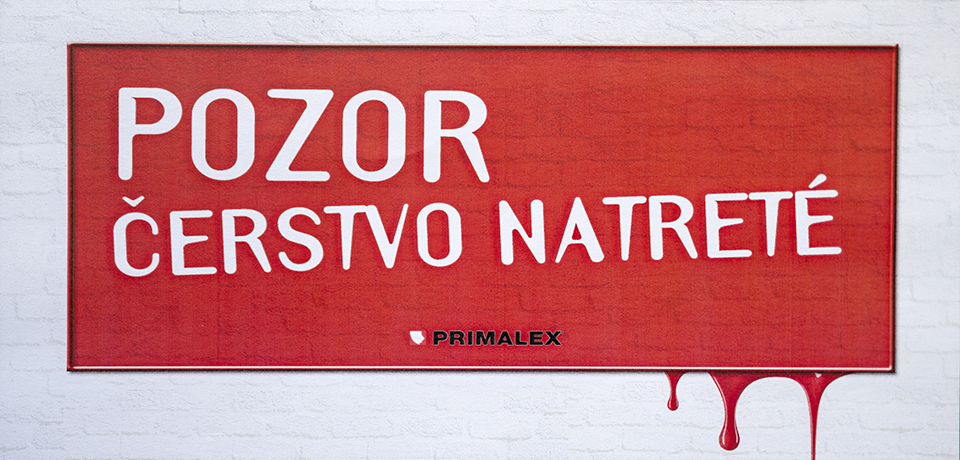 POZOR
ČERSTVO NATRETÉ
PRIMALEX